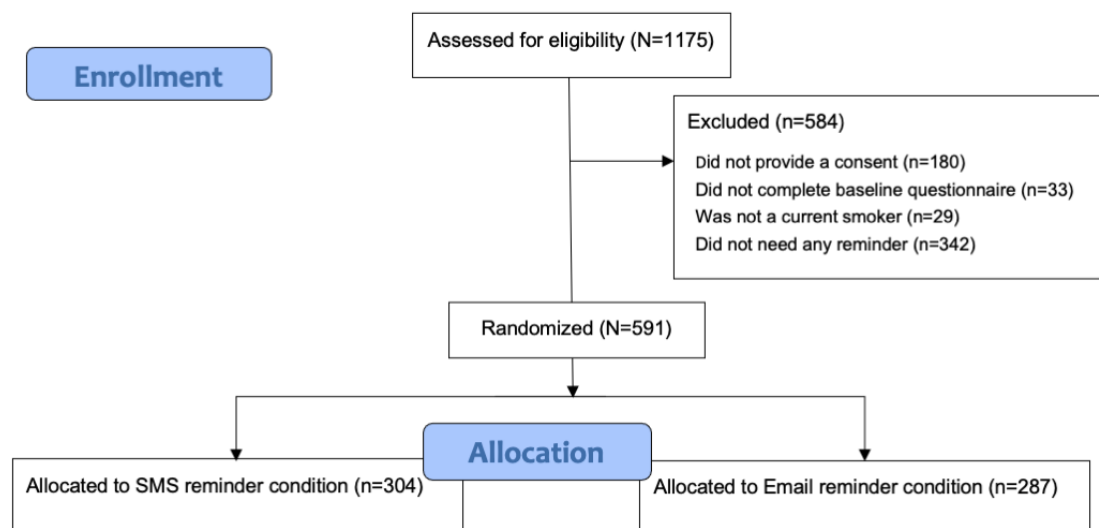 Assessed for eligibility (N=1175)
Enrollment
Excluded (n=584)
Did not provide a consent (n=180)
Did not complete baseline questionnaire (n=33)
Was not a current smoker (n=29)
Did not need any reminder (n=342)
Randomized (N=591)
Allocation
Allocated to SMS reminder condition (n=304)
Allocated to Email reminder condition (n=287)